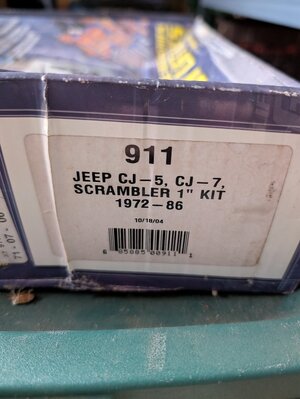 911
JEEP CJ-5, CJ-7,
SCRAMBLER 1" KIT
1972-86
10/18/04